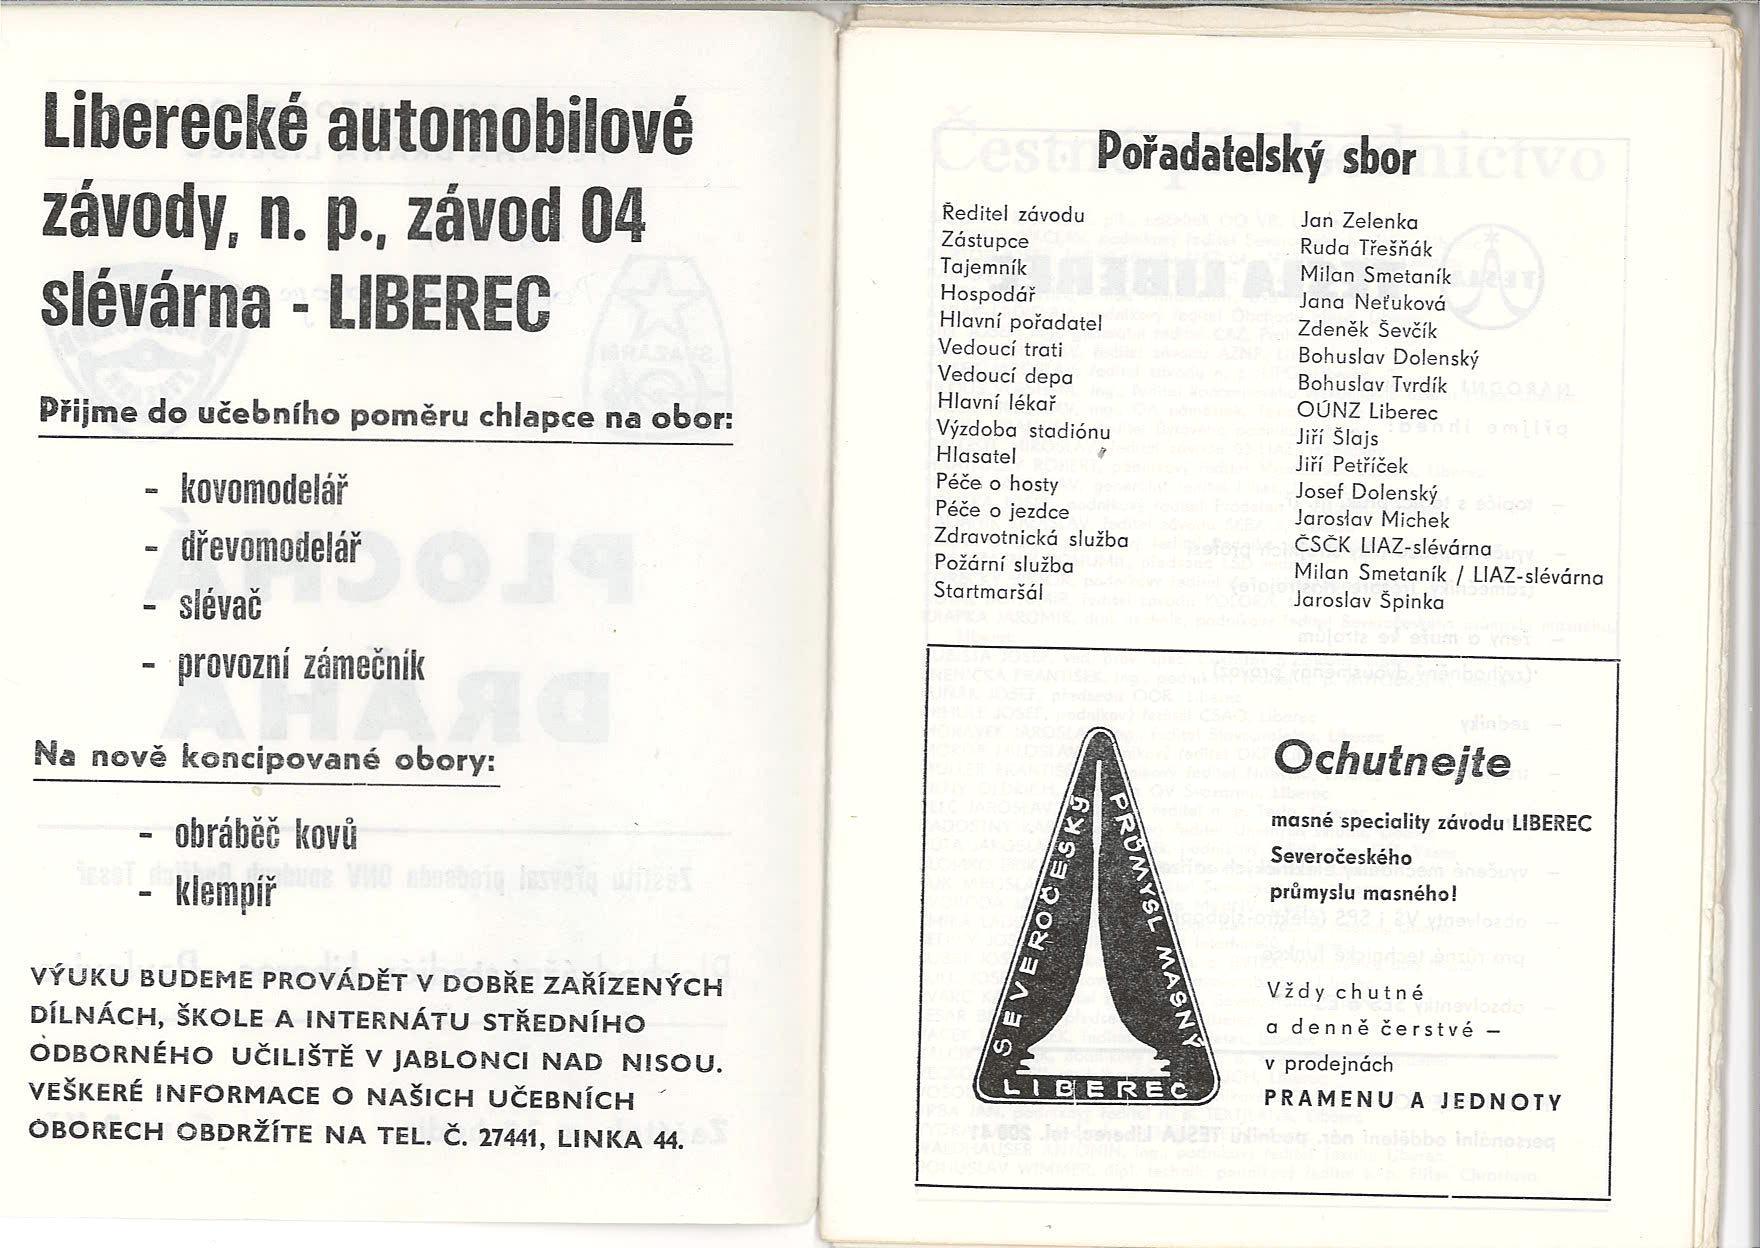 Liberecké automobilové
závody, n. p., závod 04
slévárna - LIBEREC
Přijme do učebního poměru chlapce na obor:
- kovomodelář
- dřevomodelář
- slévač
- provozní zámečník
Na nově koncipované obory:
- obráběč kovů
- klempíř
VÝUKU BUDEME PROVÁDĚT V DOBŘE ZAŘÍZENÝCH
DÍLNÁCH, ŠKOLE A INTERNÁTU STŘEDNÍHO
ODBORNÉHO UČILIŠTĚ V JABLONCI NAD NISOU.
VEŠKERÉ INFORMACE O NAŠICH UČEBNÍCH
OBORECH OBDRŽÍTE NA TEL. Č. 27441, LINKA 44.
Pořadatelský sbor
Ředitel závodu Jan Zelenka
Zástupce Ruda Třešňák
Tajemník Milan Smetaník
Hospodář Jana Neťuková
Hlavní pořadatel Zdeněk Ševčík
Vedoucí trati Bohuslav Dolenský
Vedoucí depa Bohuslav Tvrdík
Hlavní lékař OÚNZ Liberec
Výzdoba stadiónu Jiří Šlajs
Hlasatel Jiří Petříček
Péče o hosty Josef Dolenský
Péče o jezdce Jaroslav Michek
Zdravotnická služba ČSČK LIAZ-slévárna
Požární služba Milan Smetaník / LIAZ-slévárna
Startmaršál Jaroslav Špinka
SEVEROČESKÝ PRŮMYSL MASNÝ
LIBEREC
Ochutnejte
masné speciality závodu LIBEREC
Severočeského
průmyslu masného!
Vždy chutné
a denně čerstvé –
v prodejnách
PRAMENU A JEDNOTY